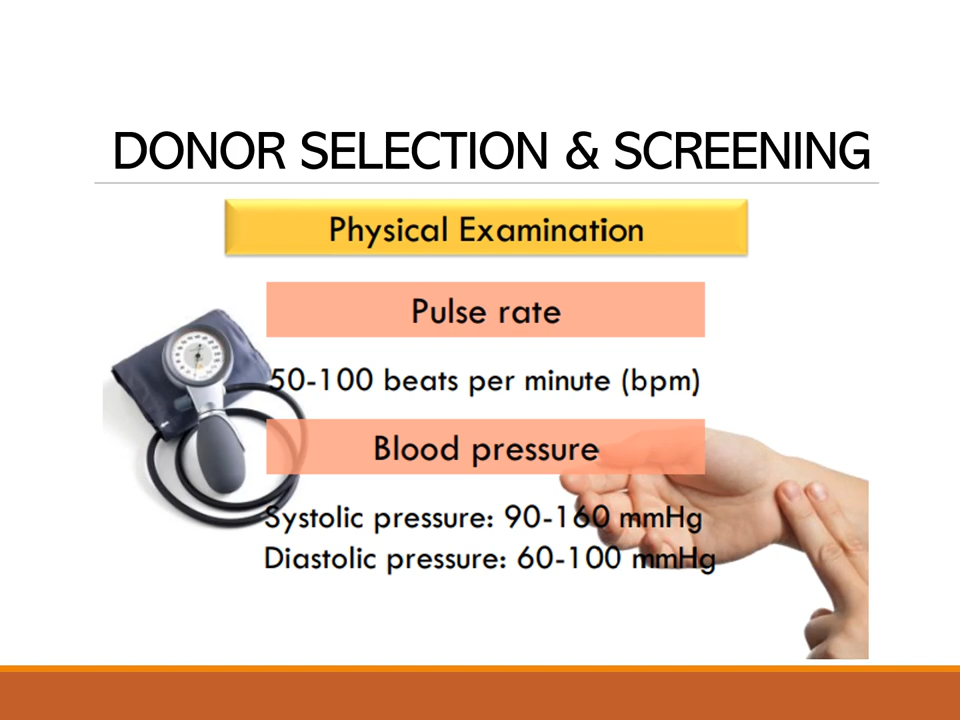 DONOR SELECTION & SCREENING
Physical Examination
Pulse rate
50-100 beats per minute (bpm)
Blood pressure
Systolic pressure: 90-160 mmHg
Diastolic pressure: 60-100 mmHg